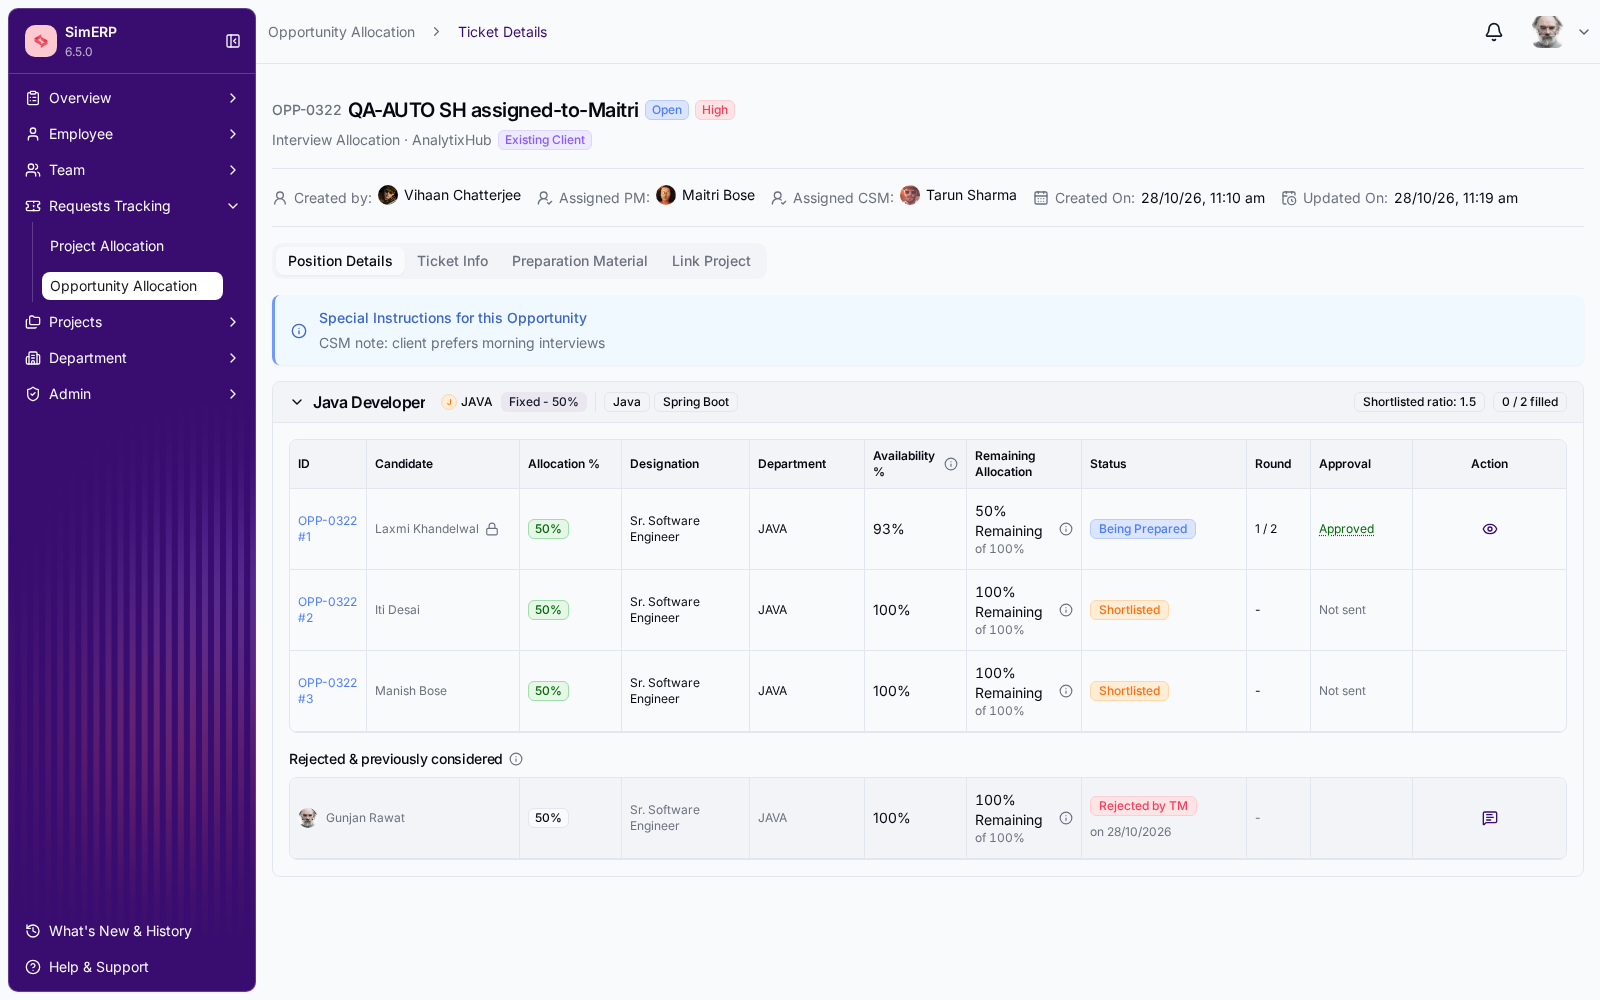 SimERP
6.5.0
Overview
Employee
Team
Requests Tracking
Project Allocation
Opportunity Allocation
Projects
Department
Admin
What's New & History
Help & Support
Opportunity Allocation > Ticket Details
OPP-0322 QA-AUTO SH assigned-to-Maitri Open High
Interview Allocation · AnalytixHub Existing Client
Created by: Vihaan Chatterjee Assigned PM: Maitri Bose Assigned CSM: Tarun Sharma Created On: 28/10/26, 11:10 am Updated On: 28/10/26, 11:19 am
Position Details Ticket Info Preparation Material Link Project
Special Instructions for this Opportunity
CSM note: client prefers morning interviews
Java Developer J JAVA Fixed - 50% Java Spring Boot Shortlisted ratio: 1.5 0 / 2 filled
ID Candidate Allocation % Designation Department Availability % Remaining Allocation Status Round Approval Action
OPP-0322 #1 Laxmi Khandelwal 50% Sr. Software Engineer JAVA 93% 50% Remaining of 100% Being Prepared 1 / 2 Approved
OPP-0322 #2 Iti Desai 50% Sr. Software Engineer JAVA 100% 100% Remaining of 100% Shortlisted - Not sent
OPP-0322 #3 Manish Bose 50% Sr. Software Engineer JAVA 100% 100% Remaining of 100% Shortlisted - Not sent
Rejected & previously considered
Gunjan Rawat 50% Sr. Software Engineer JAVA 100% 100% Remaining of 100% Rejected by TM on 28/10/2026 -